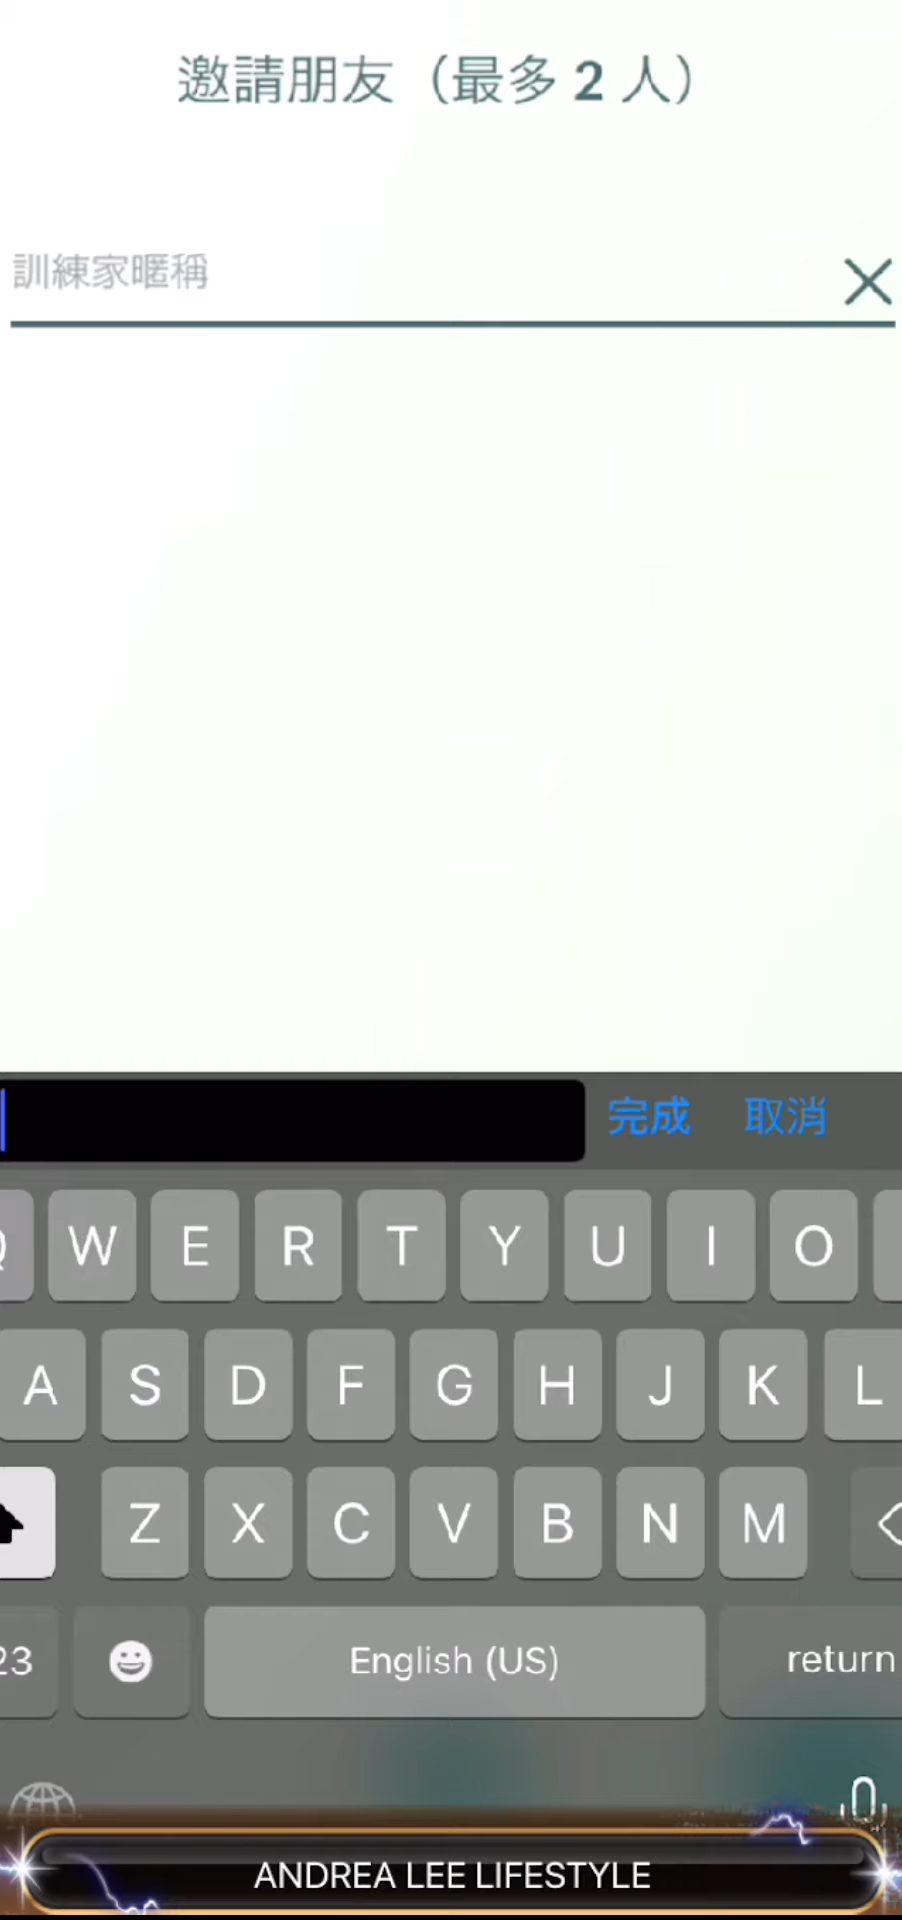 邀請朋友（最多 2 人）
訓練家暱稱
完成 取消
W E R T Y U I O
A S D F G H J K L
Z X C V B N M
23 English (US) return
ANDREA LEE LIFESTYLE